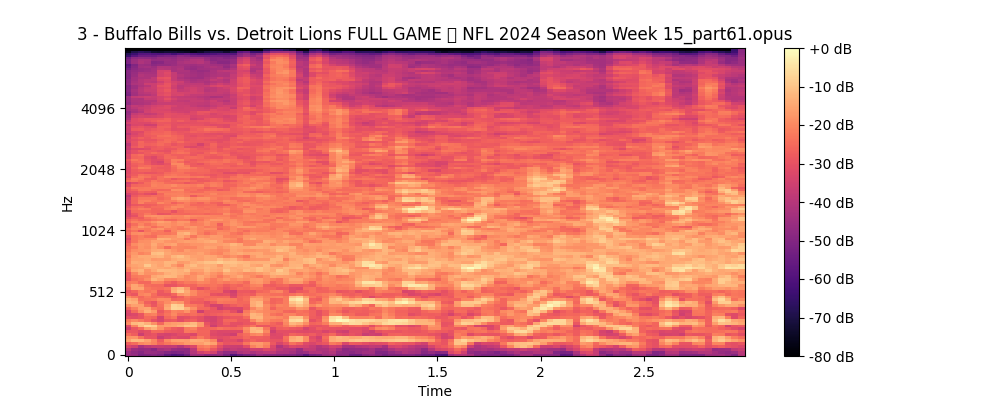 3 - Buffalo Bills vs. Detroit Lions FULL GAME ▯ NFL 2024 Season Week 15_part61.opus
Hz
4096
2048
1024
512
0
0 0.5 1 1.5 2 2.5
Time
+0 dB
-10 dB
-20 dB
-30 dB
-40 dB
-50 dB
-60 dB
-70 dB
-80 dB